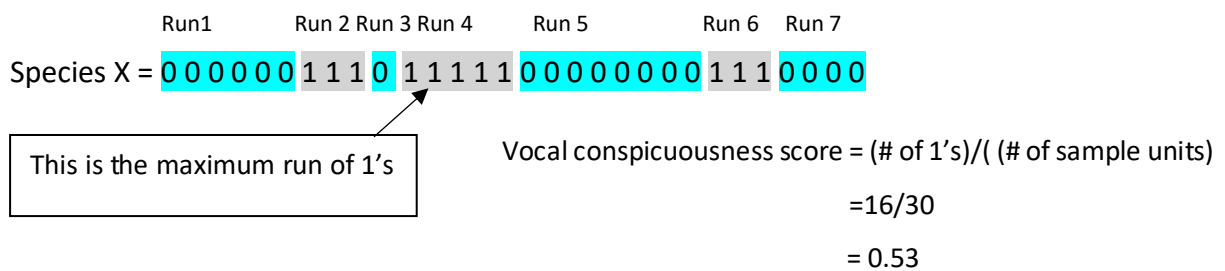 Run1 Run 2 Run 3 Run 4 Run 5 Run 6 Run 7
Species X = 0 0 0 0 0 0 1 1 1 0 1 1 1 1 1 0 0 0 0 0 0 0 0 1 1 1 0 0 0 0
This is the maximum run of 1's
Vocal conspicuousness score = (# of 1's)/( (# of sample units)
=16/30
= 0.53